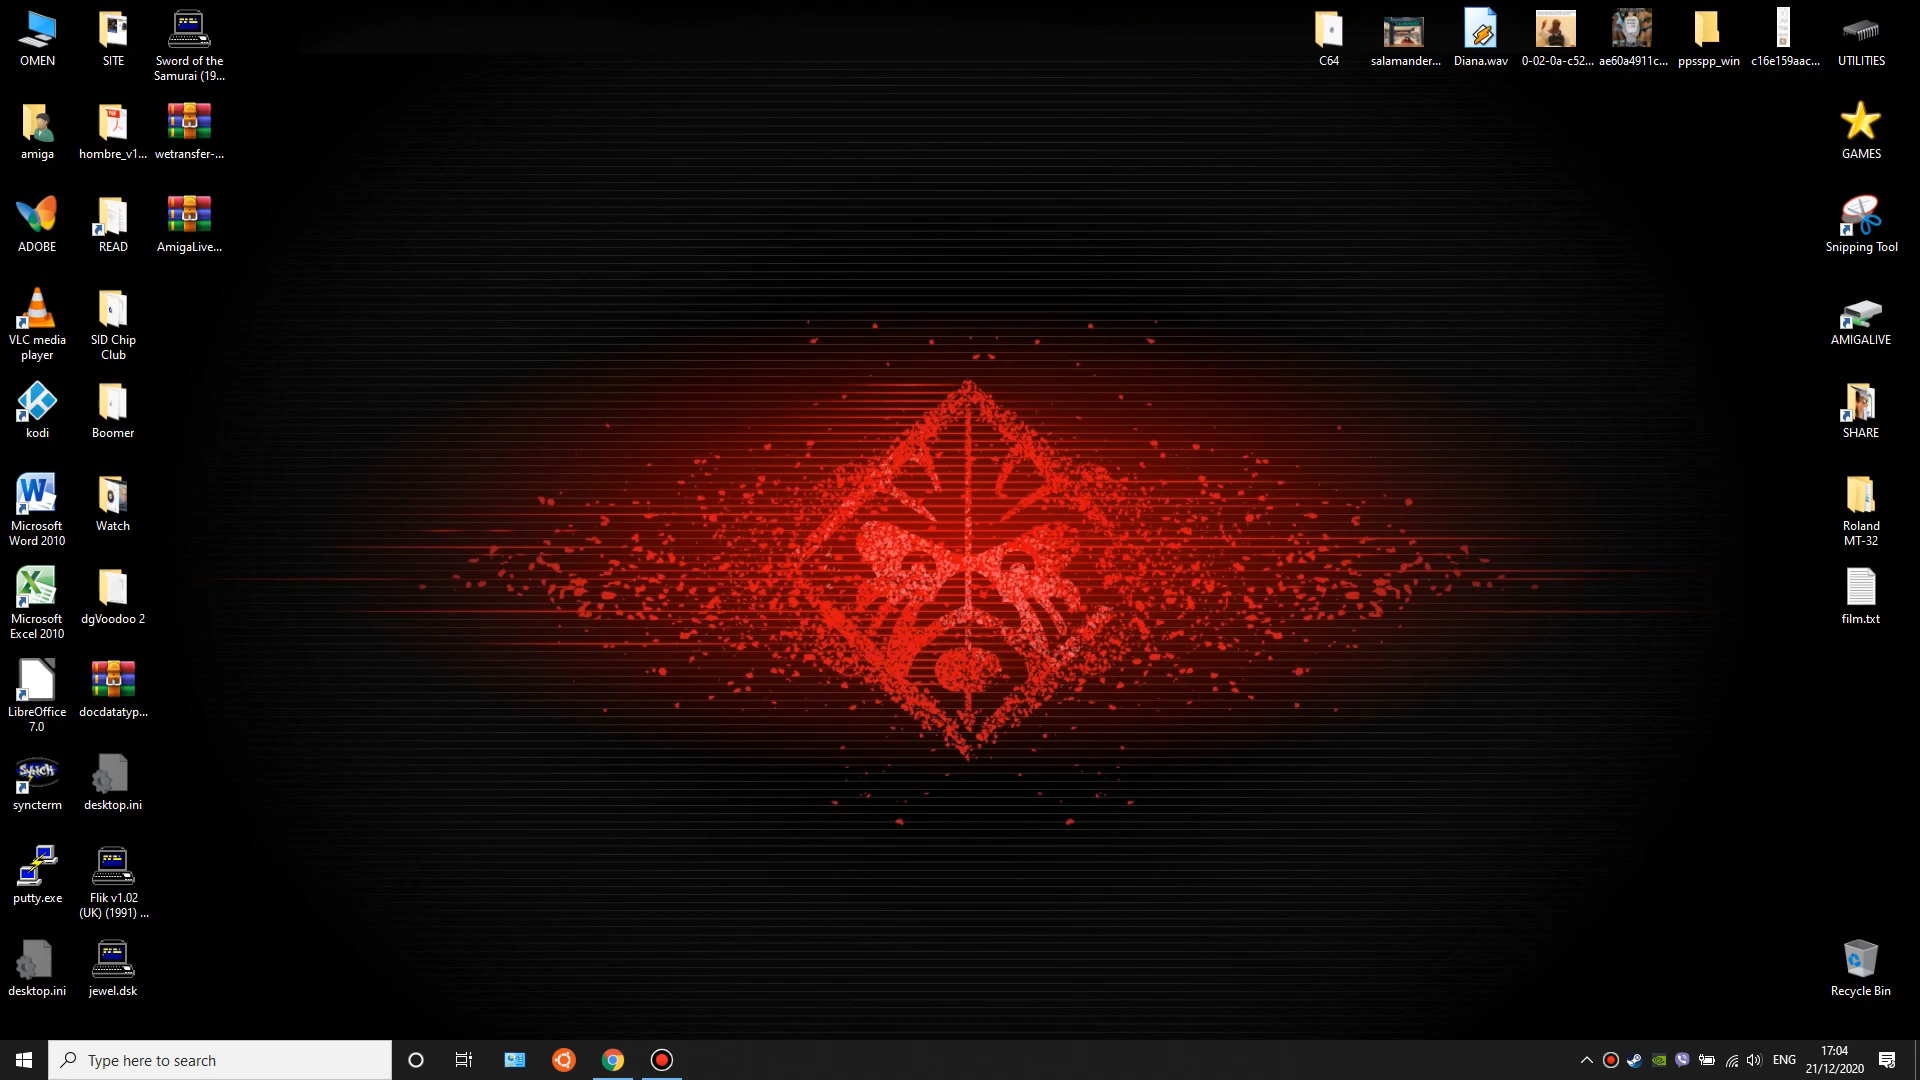 OMEN
SITE
Sword of the
Samurai (19...
C64
salamander...
Diana.wav
0-02-0a-c52...
ae60a4911c...
ppsspp_win
c16e159aac...
UTILITIES
amiga
hombre_v1...
wetransfer-...
GAMES
ADOBE
READ
AmigaLive...
Snipping Tool
VLC media
player
SID Chip
Club
AMIGALIVE
kodi
Boomer
SHARE
Microsoft
Word 2010
Watch
Roland
MT-32
Microsoft
Excel 2010
dgVoodoo 2
film.txt
LibreOffice
7.0
docdatatyp...
syncterm
desktop.ini
putty.exe
Flik v1.02
(UK) (1991) ...
desktop.ini
jewel.dsk
Recycle Bin
Type here to search
ENG
17:04
21/12/2020